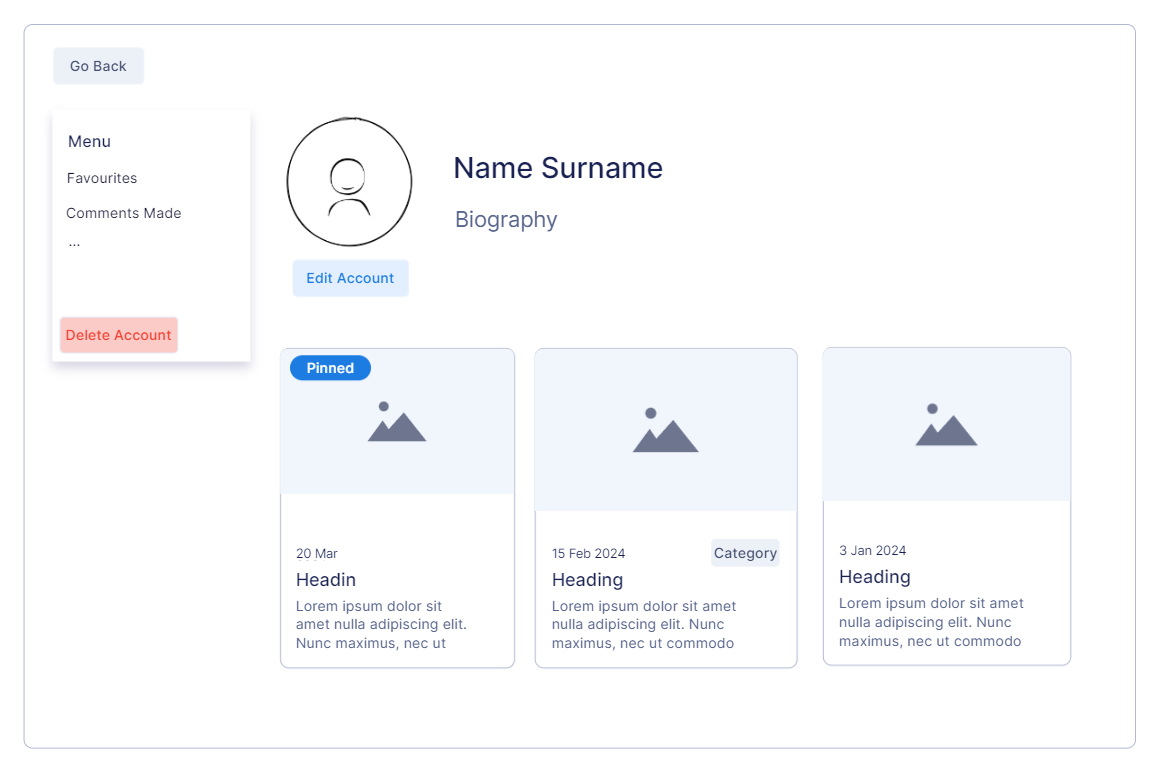 Go Back
Menu
Favourites
Comments Made
...
Delete Account
Name Surname
Biography
Edit Account
Pinned
20 Mar
Headin
Lorem ipsum dolor sit
amet nulla adipiscing elit.
Nunc maximus, nec ut
15 Feb 2024
Category
Heading
Lorem ipsum dolor sit amet
nulla adipiscing elit. Nunc
maximus, nec ut commodo
3 Jan 2024
Heading
Lorem ipsum dolor sit amet
nulla adipiscing elit. Nunc
maximus, nec ut commodo